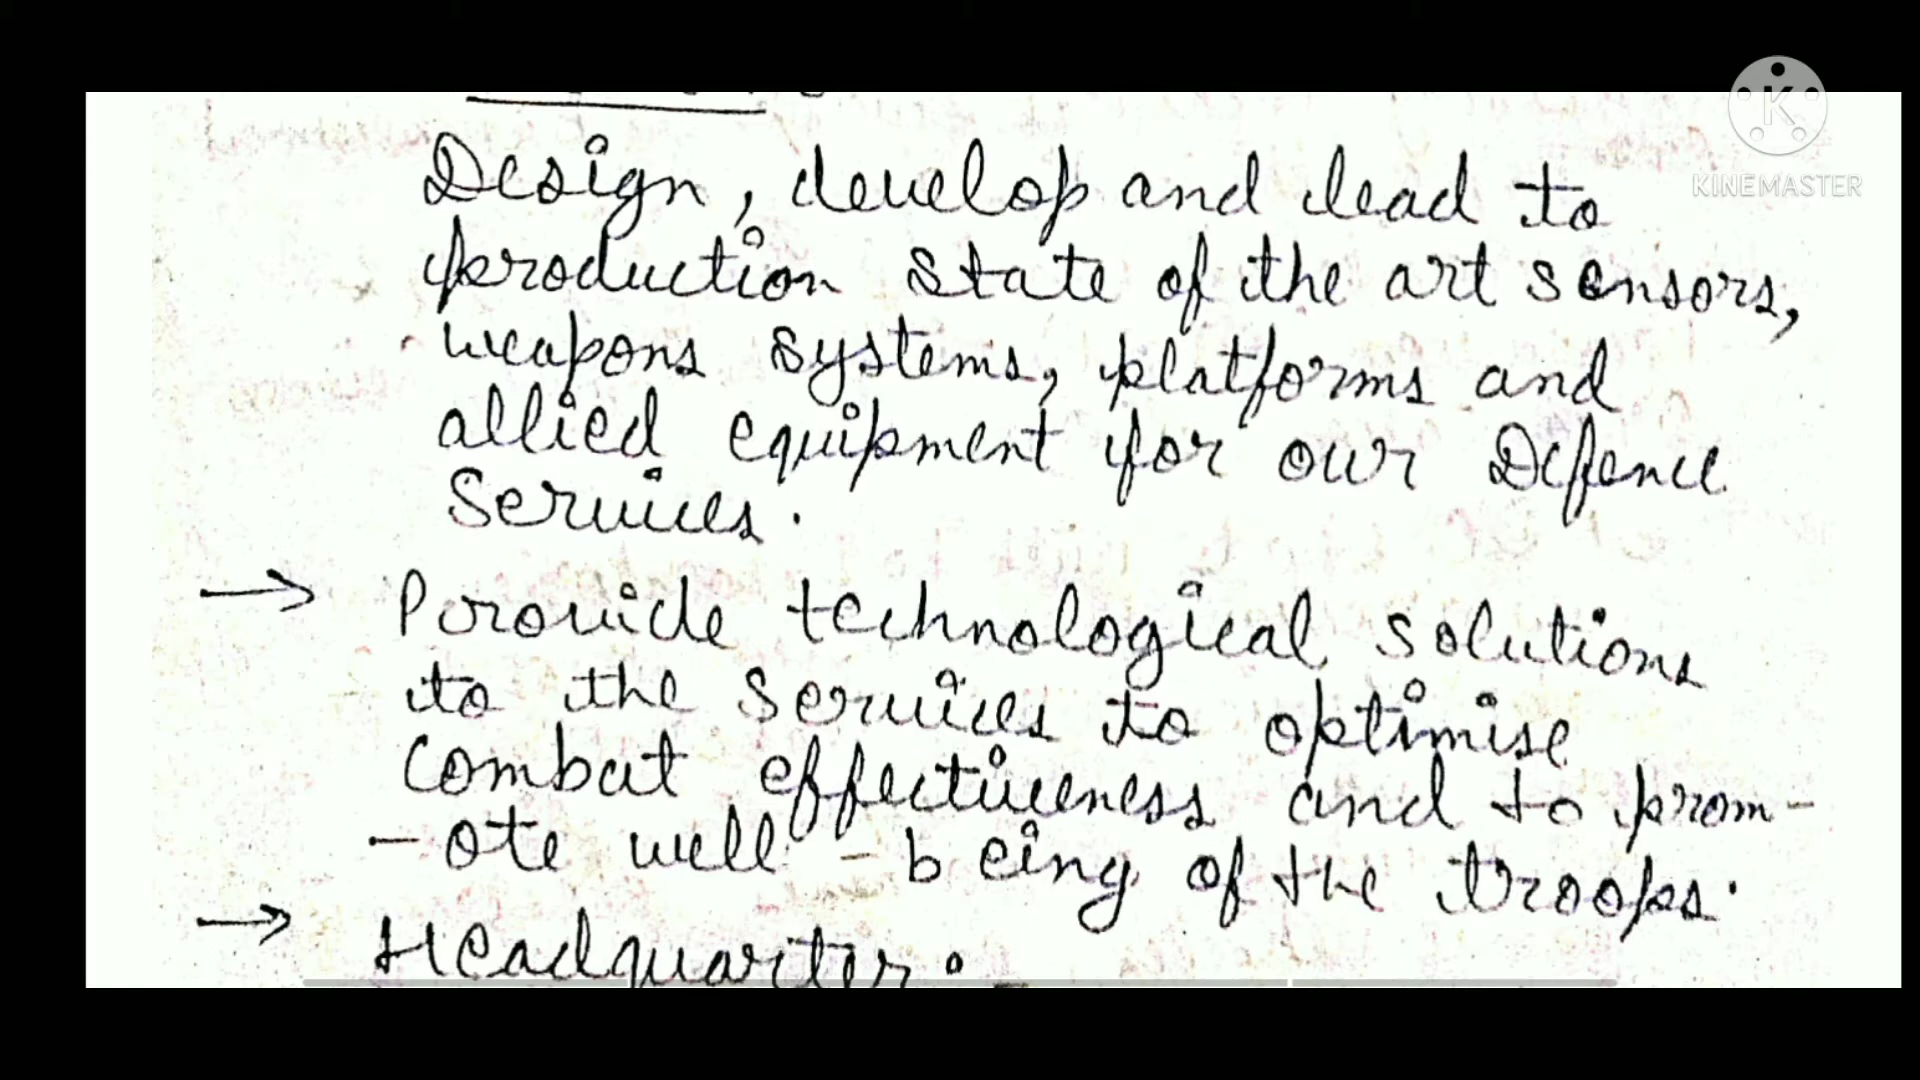 Design, develop and lead to
production state of the art sensors,
weapons systems, platforms and
allied equipment for our Defence
Services.
→ Provide technological solutions
to the services to optimise
combat effectiveness and to prom-
-ote well-being of the troops.
→ Headquarter:-
KINEMASTER